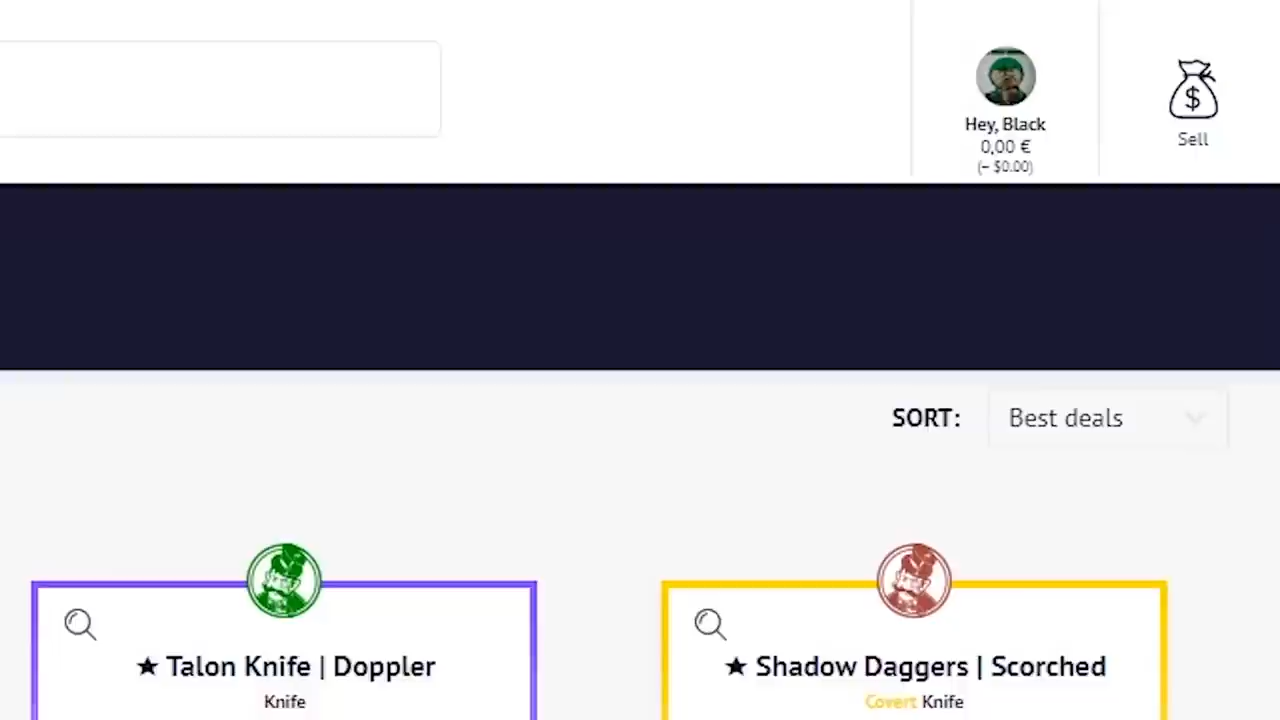 Hey, Black
0,00 €
(~ $0.00)
$
Sell
SORT:
Best deals
★ Talon Knife | Doppler
Knife
★ Shadow Daggers | Scorched
Covert Knife